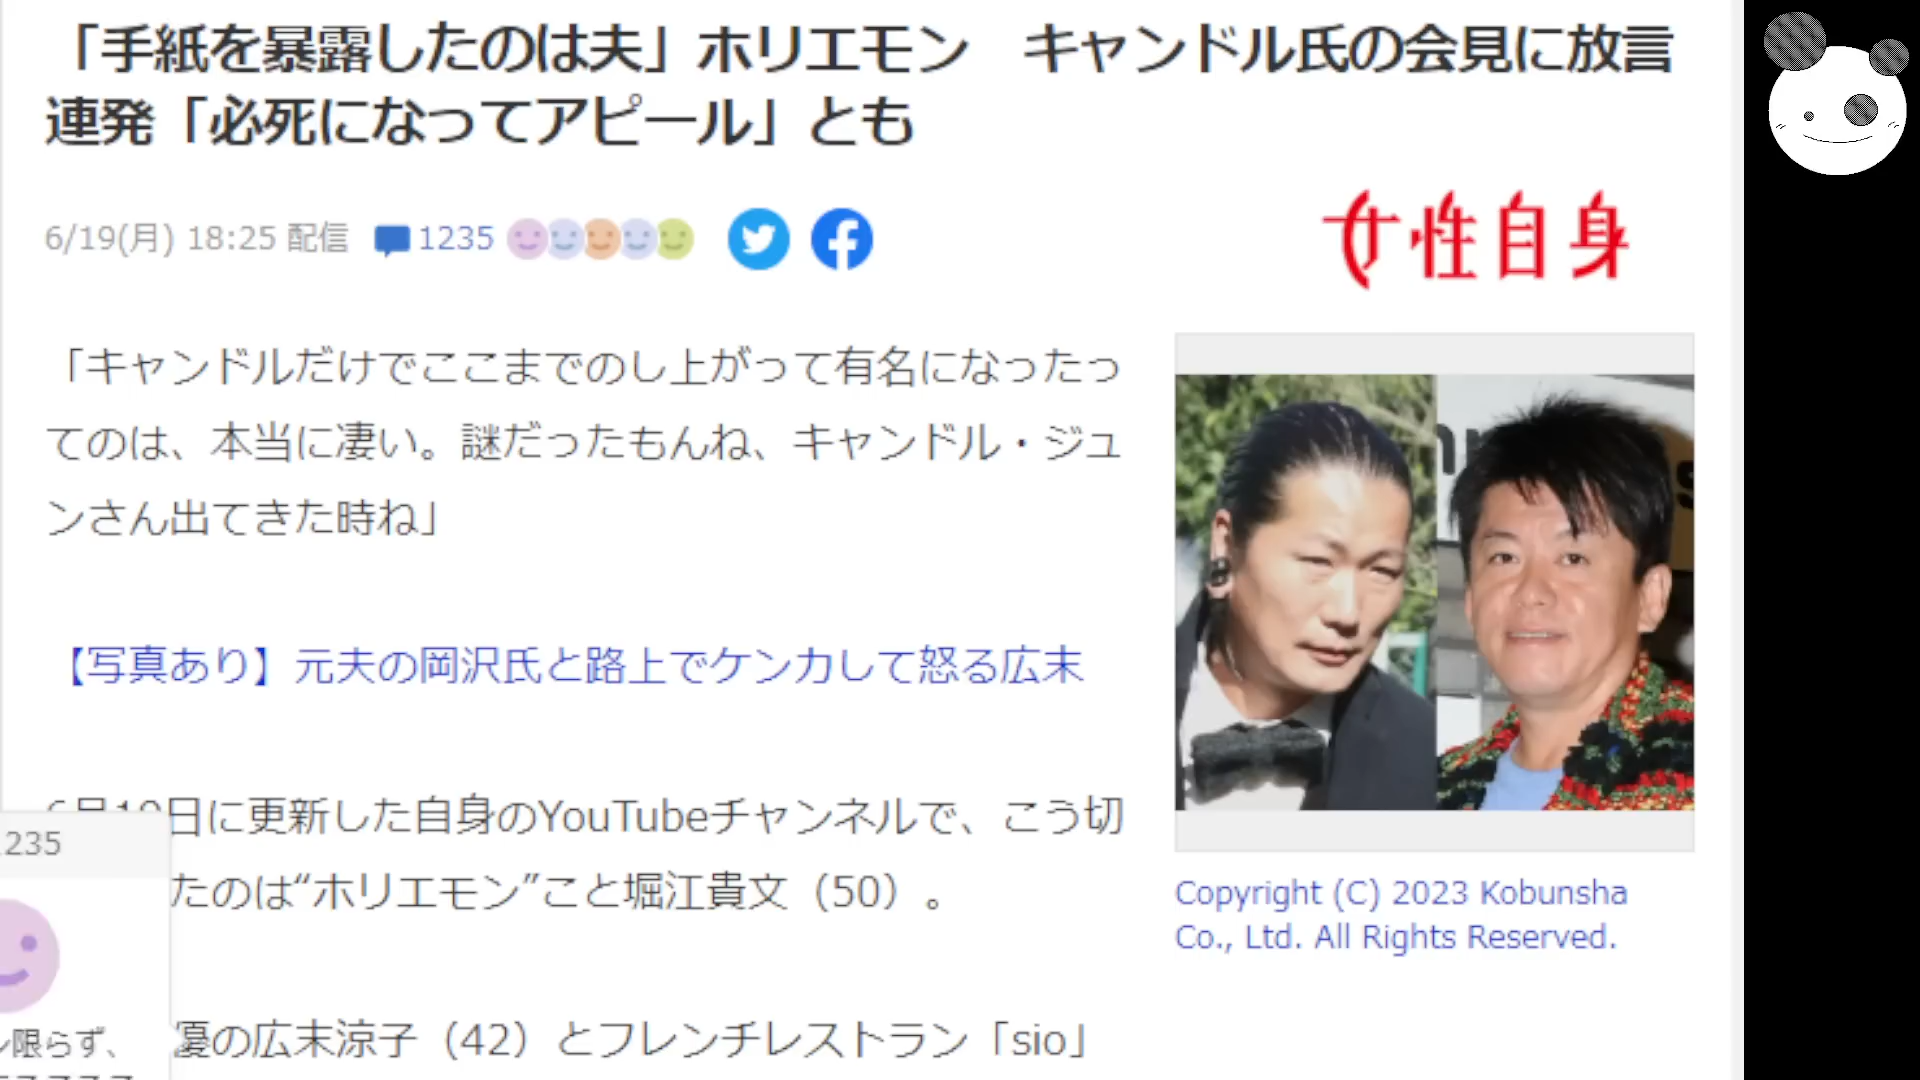 「手紙を暴露したのは夫」ホリエモン　キャンドル氏の会見に放言
連発「必死になってアピール」とも
6/19(月) 18:25 配信 1235
女性自身
「キャンドルだけでここまでのし上がって有名になったっ
てのは、本当に凄い。謎だったもんね、キャンドル・ジュ
ンさん出てきた時ね」
【写真あり】元夫の岡沢氏と路上でケンカして怒る広末
日に更新した自身のYouTubeチャンネルで、こう切
たのは“ホリエモン”こと堀江貴文（50）。
優の広末涼子（42）とフレンチレストラン「sio」
Copyright (C) 2023 Kobunsha
Co., Ltd. All Rights Reserved.
235
限らず、